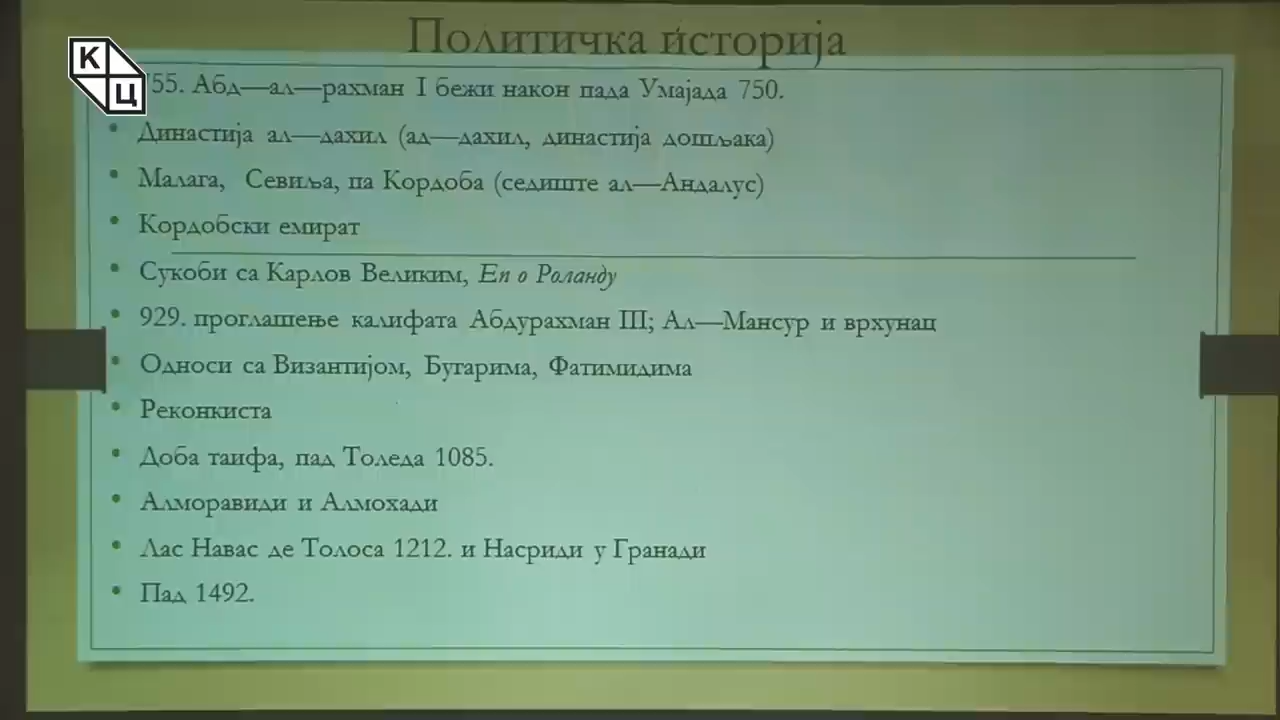 Политичка историја
К
Ц
55. Абд—ал—рахман I бежи након пада Умајада 750.
• Династија ал—дахил (ад—дахил, династија дошљака)
• Малага, Севиља, па Кордоба (седиште ал—Андалус)
• Кордобски емират
• Сукоби са Карлов Великим, Еп о Роланду
• 929. проглашење калифата Абдурахман III; Ал—Мансур и врхунац
• Односи са Византијом, Бугарима, Фатимидима
• Реконкиста
• Доба таифа, пад Толеда 1085.
• Алморавиди и Алмохади
• Лас Навас де Толоса 1212. и Насриди у Гранади
• Пад 1492.